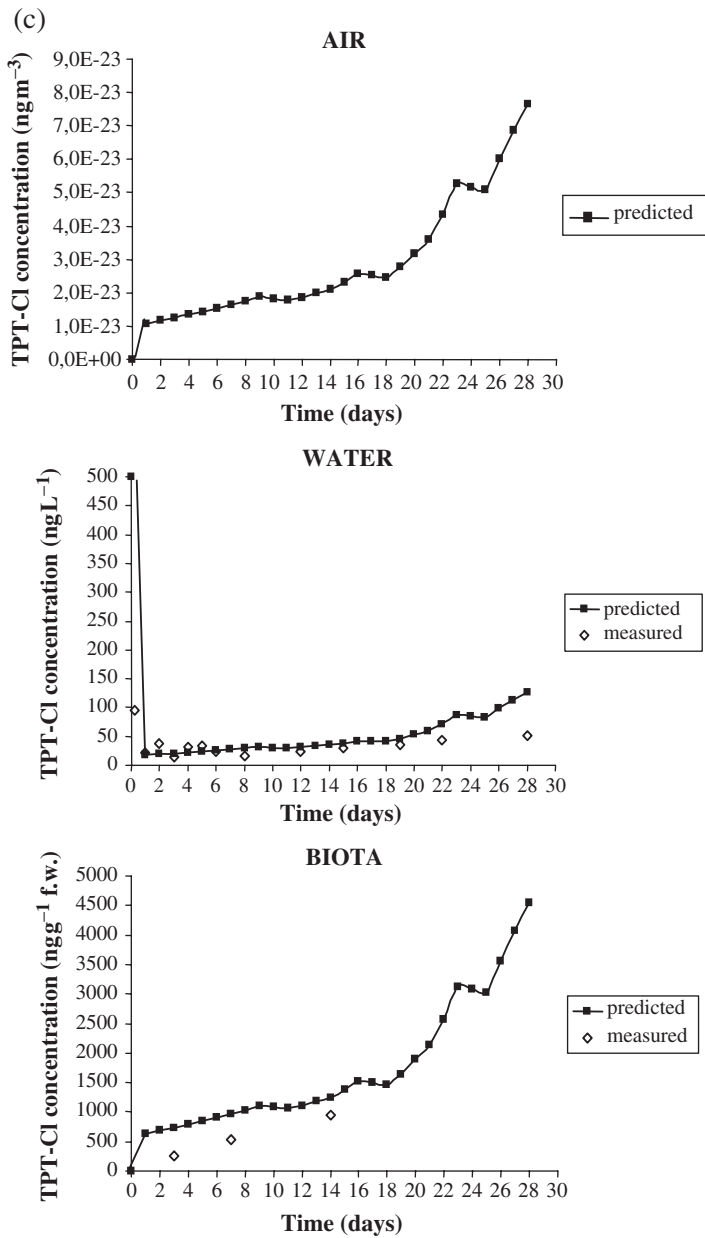 (c)
AIR
TPT-Cl concentration (ngm⁻³)
9,0E-23
8,0E-23
7,0E-23
6,0E-23
5,0E-23
4,0E-23
3,0E-23
2,0E-23
1,0E-23
0,0E+00
0 2 4 6 8 10 12 14 16 18 20 22 24 26 28 30
Time (days)
predicted
WATER
TPT-Cl concentration (ngL⁻¹)
500
450
400
350
300
250
200
150
100
50
0
0 2 4 6 8 10 12 14 16 18 20 22 24 26 28 30
Time (days)
predicted
measured
BIOTA
TPT-Cl concentration (ngg⁻¹ f.w.)
5000
4500
4000
3500
3000
2500
2000
1500
1000
500
0
0 2 4 6 8 10 12 14 16 18 20 22 24 26 28 30
Time (days)
predicted
measured